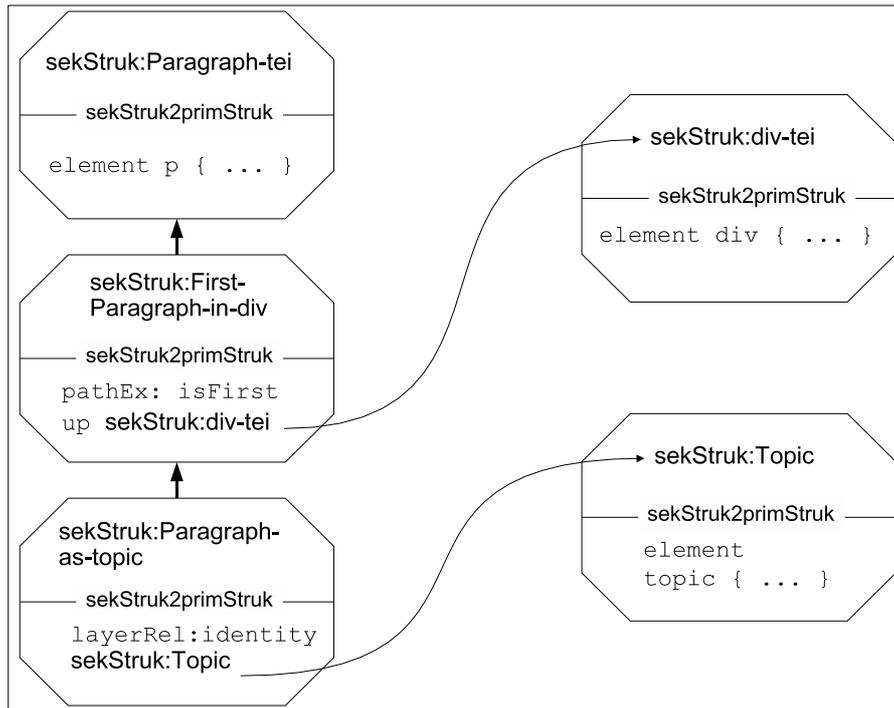 sekStruk:Paragraph-tei
sekStruk2primStruk
element p { ... }
sekStruk:First-
Paragraph-in-div
sekStruk2primStruk
pathEx: isFirst
up sekStruk:div-tei
sekStruk:Paragraph-
as-topic
sekStruk2primStruk
layerRel:identity
sekStruk:Topic
sekStruk:div-tei
sekStruk2primStruk
element div { ... }
sekStruk:Topic
sekStruk2primStruk
element
topic { ... }